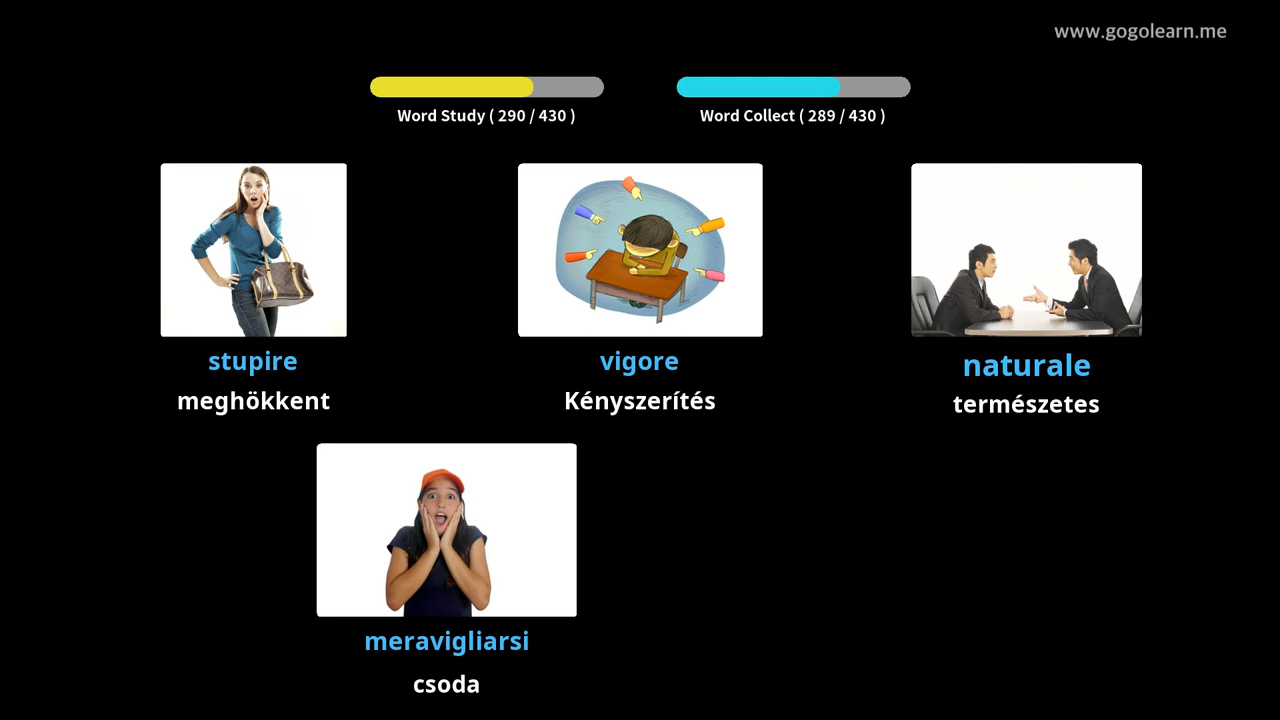 www.gogolearn.me
Word Study ( 290 / 430 )
Word Collect ( 289 / 430 )
stupire
meghökkent
vigore
Kényszerítés
naturale
természetes
meravigliarsi
csoda